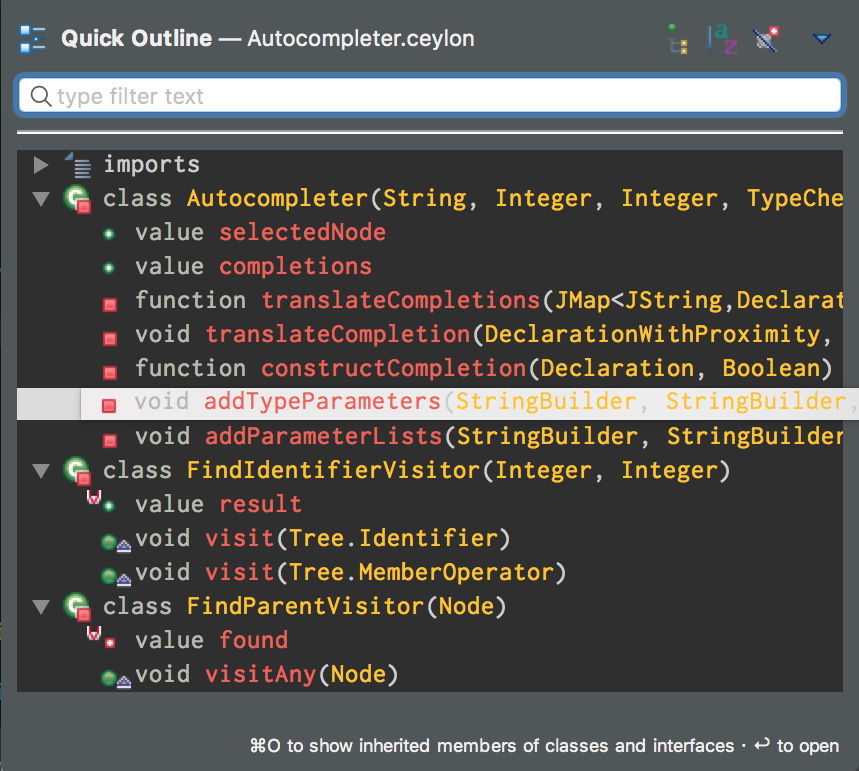 Quick Outline — Autocompleter.ceylon
type filter text
imports
class Autocompleter(String, Integer, Integer, TypeChe
value selectedNode
value completions
function translateCompletions(JMap<JString,Declarat
void translateCompletion(DeclarationWithProximity,
function constructCompletion(Declaration, Boolean)
void addTypeParameters(StringBuilder, StringBuilder,
void addParameterLists(StringBuilder, StringBuilder
class FindIdentifierVisitor(Integer, Integer)
value result
void visit(Tree.Identifier)
void visit(Tree.MemberOperator)
class FindParentVisitor(Node)
value found
void visitAny(Node)
⌘O to show inherited members of classes and interfaces · ↩ to open